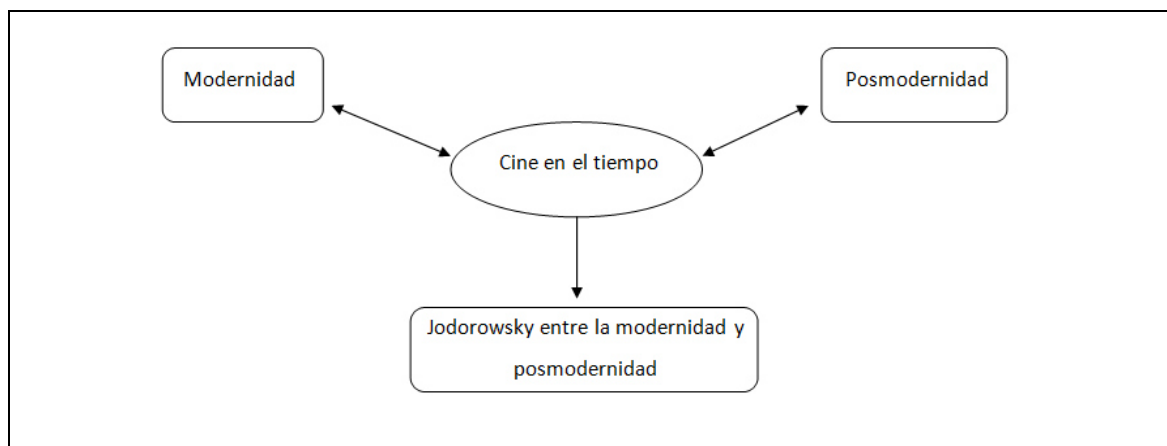 Modernidad
Posmodernidad
Cine en el tiempo
Jodorowsky entre la modernidad y
posmodernidad